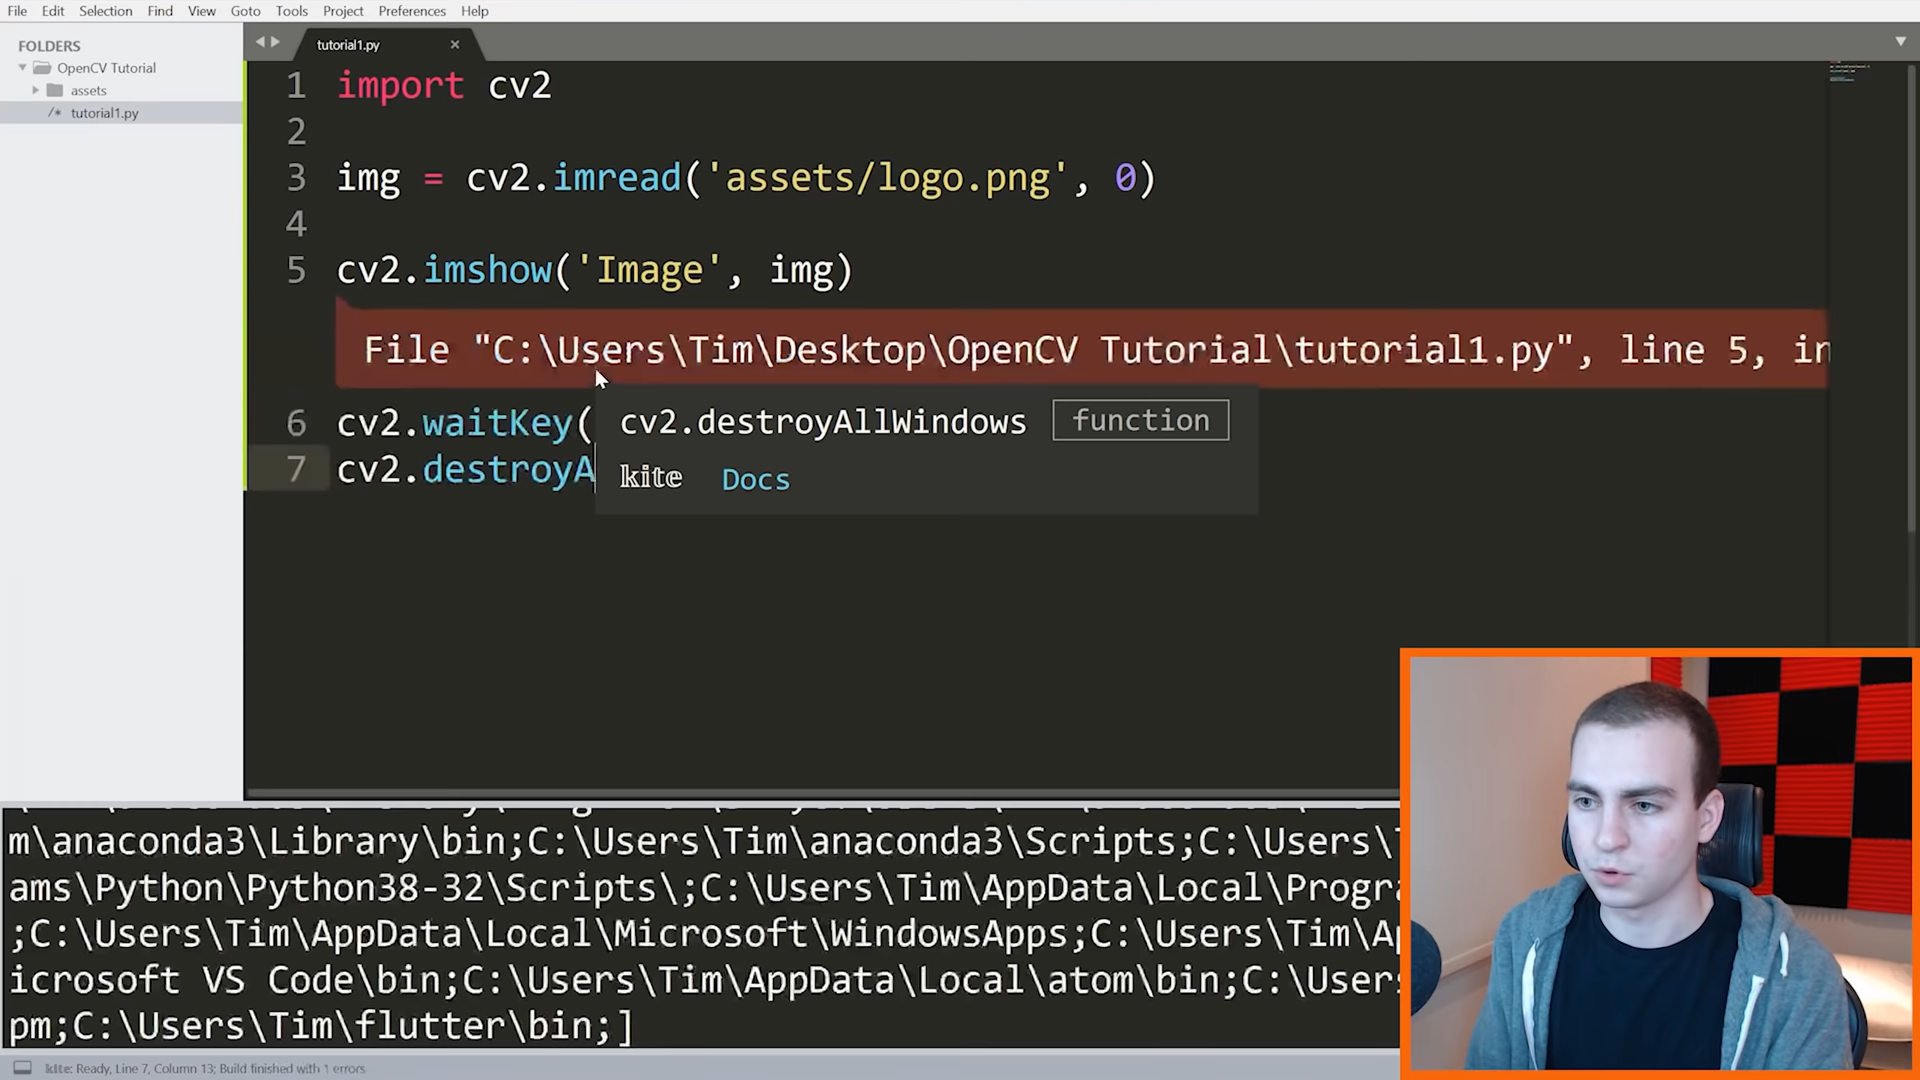 File Edit Selection Find View Goto Tools Project Preferences Help
FOLDERS
OpenCV Tutorial
assets
/* tutorial1.py
tutorial1.py ×
1 import cv2
2
3 img = cv2.imread('assets/logo.png', 0)
4
5 cv2.imshow('Image', img)
File "C:\Users\Tim\Desktop\OpenCV Tutorial\tutorial1.py", line 5, in
6 cv2.waitKey(
7 cv2.destroyA
cv2.destroyAllWindows function
kite Docs
m\anaconda3\Library\bin;C:\Users\Tim\anaconda3\Scripts;C:\Users\
ams\Python\Python38-32\Scripts\;C:\Users\Tim\AppData\Local\Progra
;C:\Users\Tim\AppData\Local\Microsoft\WindowsApps;C:\Users\Tim\Ap
icrosoft VS Code\bin;C:\Users\Tim\AppData\Local\atom\bin;C:\Users
pm;C:\Users\Tim\flutter\bin;]
kite: Ready, Line 7, Column 13; Build finished with 1 errors